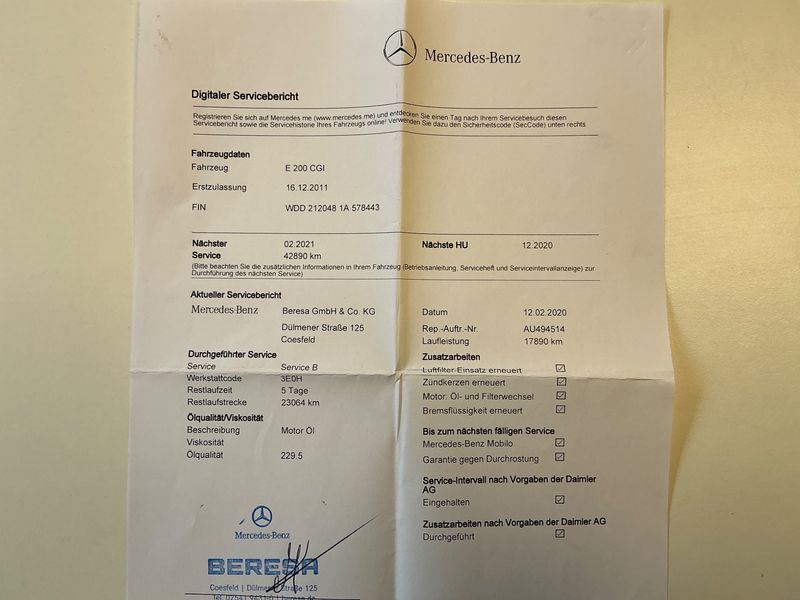 Mercedes-Benz
Digitaler Servicebericht
Registrieren Sie sich auf Mercedes me (www.mercedes.me) und entdecken Sie einen Tag nach Ihrem Servicebesuch diesen
Servicebericht sowie die Servicehistorie Ihres Fahrzeugs online! Verwenden Sie dazu den Sicherheitscode (SecCode) unten rechts
Fahrzeugdaten
Fahrzeug E 200 CGI
Erstzulassung 16.12.2011
FIN WDD 212048 1A 578443
Nächster 02.2021 Nächste HU 12.2020
Service 42890 km
(Bitte beachten Sie die zusätzlichen Informationen in Ihrem Fahrzeug (Betriebsanleitung, Serviceheft und Serviceintervallanzeige) zur
Durchführung des nächsten Service)
Aktueller Servicebericht
Mercedes-Benz Beresa GmbH & Co. KG
Dülmener Straße 125
Coesfeld
Datum 12.02.2020
Rep.-Auftr.-Nr. AU494514
Laufleistung 17890 km
Durchgeführter Service
Service Service B
Werkstattcode 3E0H
Restlaufzeit 5 Tage
Restlaufstrecke 23064 km
Ölqualität/Viskosität
Beschreibung Motor Öl
Viskosität
Ölqualität 229.5
Zusatzarbeiten
Luftfilter-Einsatz erneuert
Zündkerzen erneuert
Motor: Öl- und Filterwechsel
Bremsflüssigkeit erneuert
Bis zum nächsten fälligen Service
Mercedes-Benz Mobilo
Garantie gegen Durchrostung
Service-Intervall nach Vorgaben der Daimler
AG
Eingehalten
Zusatzarbeiten nach Vorgaben der Daimler AG
Durchgeführt
Mercedes-Benz
BERESA
Coesfeld | Dülmener Straße 125